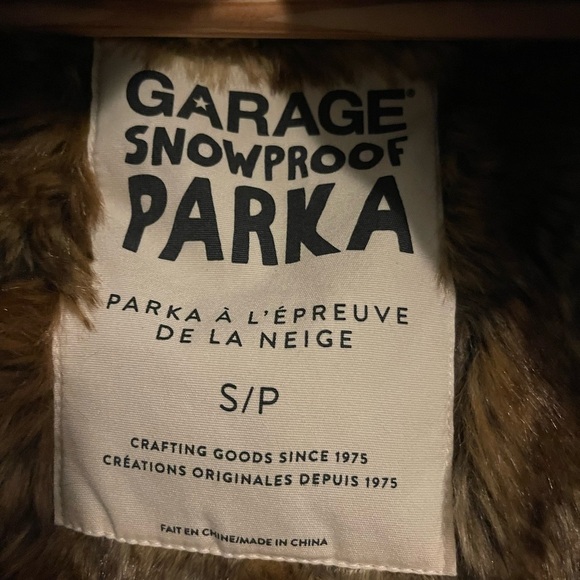 GARAGE®
SNOWPROOF
PARKA
PARKA À L'ÉPREUVE
DE LA NEIGE
S/P
CRAFTING GOODS SINCE 1975
CRÉATIONS ORIGINALES DEPUIS 1975
FAIT EN CHINE/MADE IN CHINA